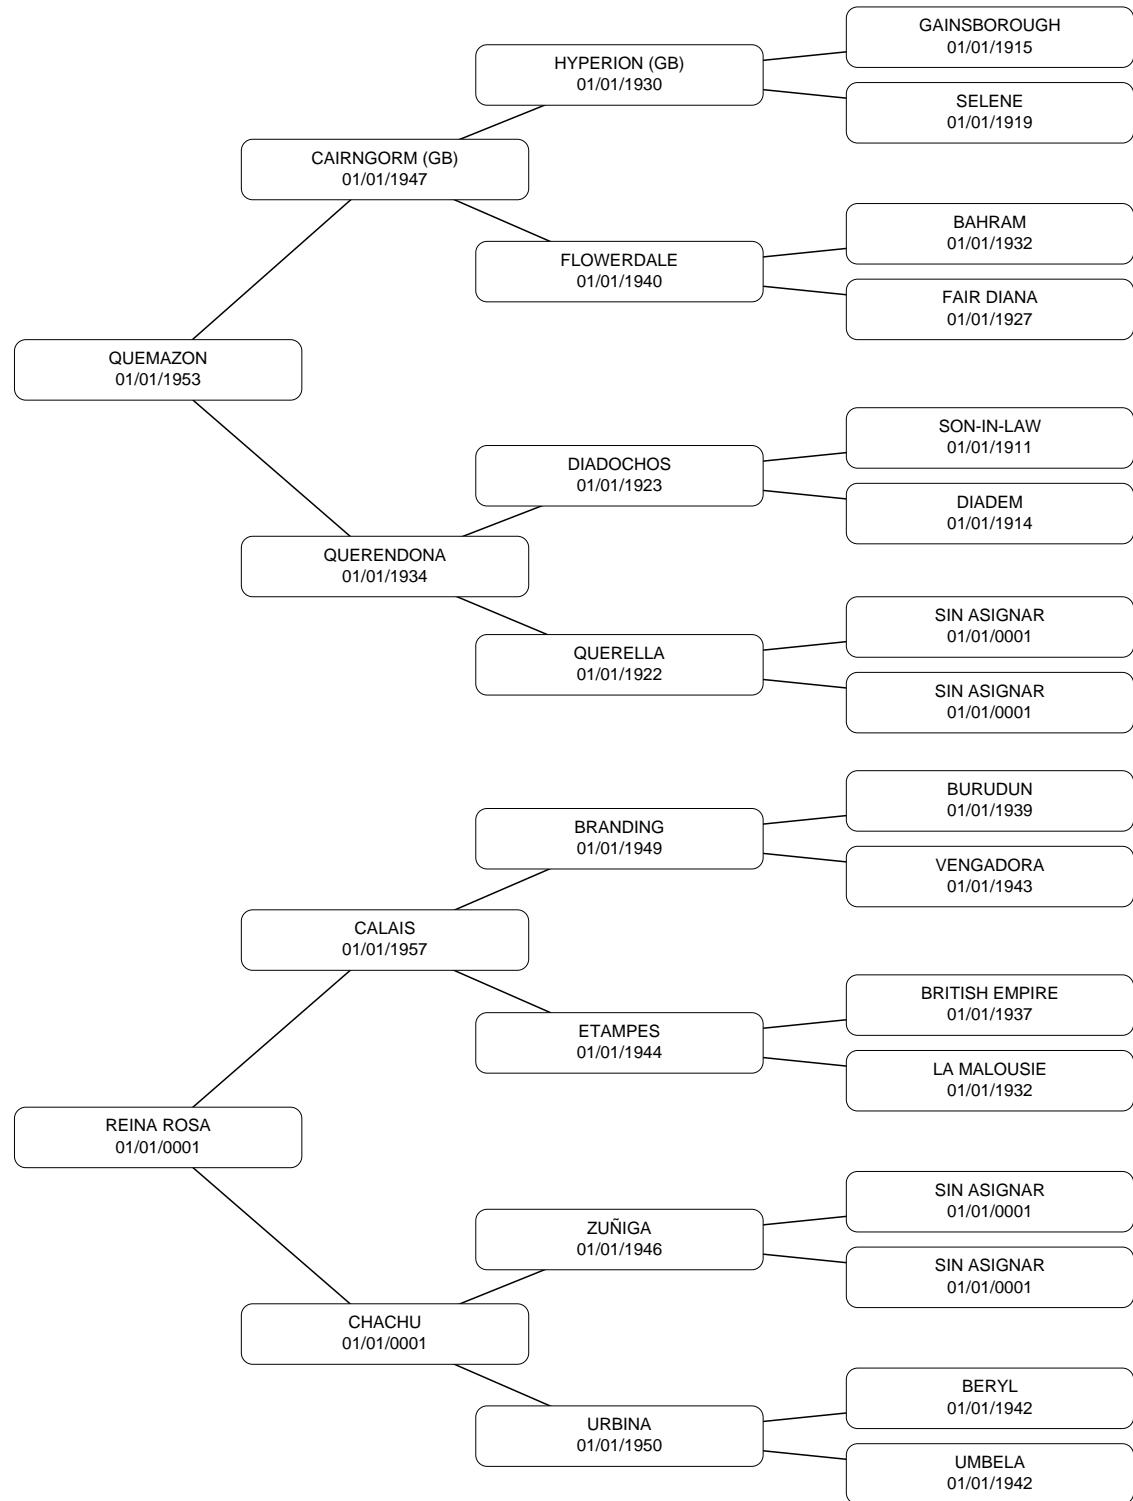 GAINSBOROUGH
01/01/1915
HYPERION (GB)
01/01/1930
SELENE
01/01/1919
CAIRNGORM (GB)
01/01/1947
BAHRAM
01/01/1932
FLOWERDALE
01/01/1940
FAIR DIANA
01/01/1927
QUEMAZON
01/01/1953
SON-IN-LAW
01/01/1911
DIADOCHOS
01/01/1923
DIADEM
01/01/1914
QUERENDONA
01/01/1934
SIN ASIGNAR
01/01/0001
QUERELLA
01/01/1922
SIN ASIGNAR
01/01/0001
BURUDUN
01/01/1939
BRANDING
01/01/1949
VENGADORA
01/01/1943
CALAIS
01/01/1957
BRITISH EMPIRE
01/01/1937
ETAMPES
01/01/1944
LA MALOUSIE
01/01/1932
REINA ROSA
01/01/0001
SIN ASIGNAR
01/01/0001
ZUÑIGA
01/01/1946
SIN ASIGNAR
01/01/0001
CHACHU
01/01/0001
BERYL
01/01/1942
URBINA
01/01/1950
UMBELA
01/01/1942